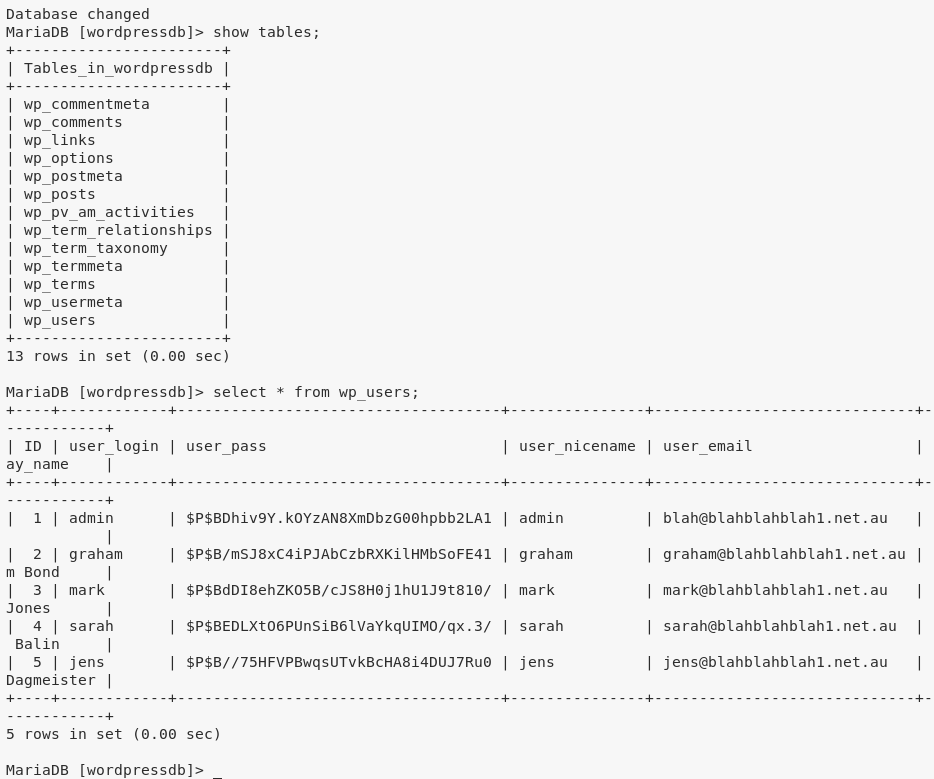 Database changed
MariaDB [wordpressdb]> show tables;
+-----------------------+
| Tables_in_wordpressdb |
+-----------------------+
| wp_commentmeta        |
| wp_comments           |
| wp_links              |
| wp_options            |
| wp_postmeta           |
| wp_posts              |
| wp_pv_am_activities   |
| wp_term_relationships |
| wp_term_taxonomy      |
| wp_termmeta           |
| wp_terms              |
| wp_usermeta           |
| wp_users              |
+-----------------------+
13 rows in set (0.00 sec)

MariaDB [wordpressdb]> select * from wp_users;
+----+------------+------------------------------------+---------------+-----------------------------+-
-----------+
| ID | user_login | user_pass                          | user_nicename | user_email                  |
ay_name    |
+----+------------+------------------------------------+---------------+-----------------------------+-
-----------+
|  1 | admin      | $P$BDhiv9Y.kOYzAN8XmDbzG00hpbb2LA1 | admin         | blah@blahblahblah1.net.au   |
           |
|  2 | graham     | $P$B/mSJ8xC4iPJAbCzbRXKilHMbSoFE41 | graham        | graham@blahblahblah1.net.au |
m Bond     |
|  3 | mark       | $P$BdDI8ehZKO5B/cJS8H0j1hU1J9t810/ | mark          | mark@blahblahblah1.net.au   |
Jones      |
|  4 | sarah      | $P$BEDLXtO6PUnSiB6lVaYkqUIMO/qx.3/ | sarah         | sarah@blahblahblah1.net.au  |
 Balin     |
|  5 | jens       | $P$B//75HFVPBwqsUTvkBcHA8i4DUJ7Ru0 | jens          | jens@blahblahblah1.net.au   |
Dagmeister |
+----+------------+------------------------------------+---------------+-----------------------------+-
-----------+
5 rows in set (0.00 sec)

MariaDB [wordpressdb]> _